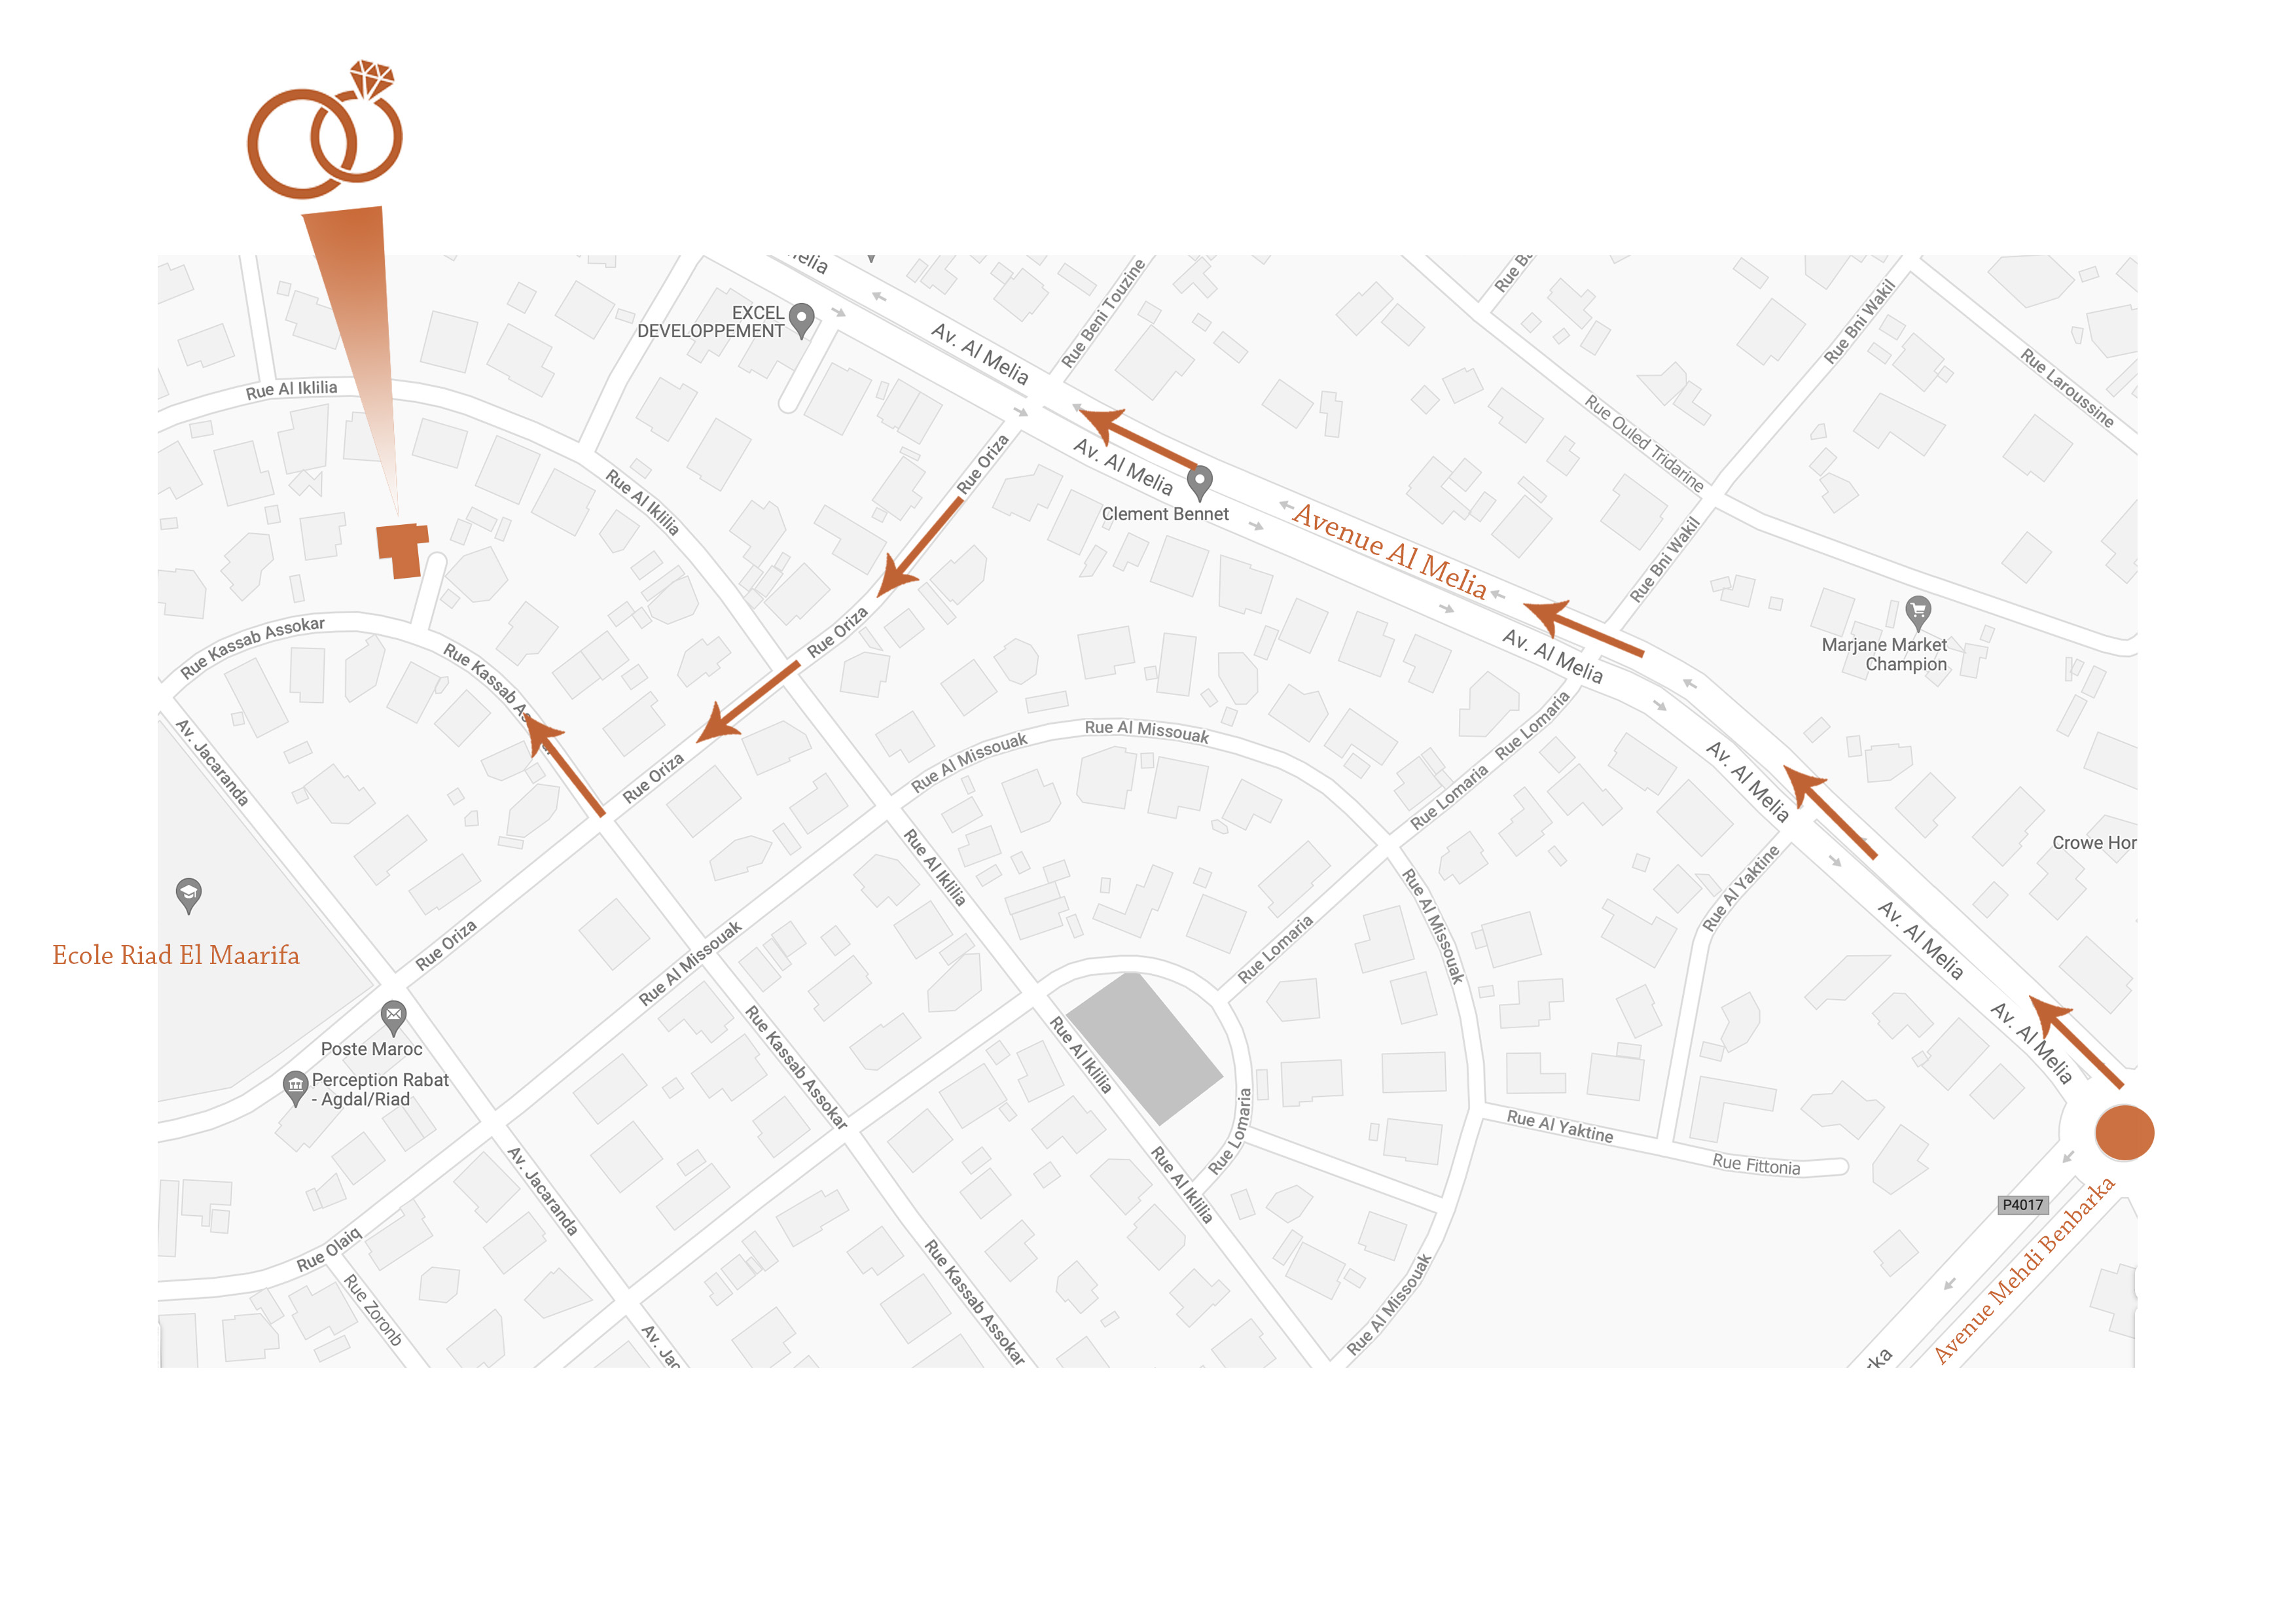 elia
EXCEL
DEVELOPPEMENT
Av. Al Melia
Rue Beni Touzine
Rue B
Rue Bni Wakil
Rue Laroussine
Rue Al Iklilia
Rue Ouled Tridarine
Rue Oriza
Av. Al Melia
Rue Al Iklilia
Clement Bennet
Avenue Al Melia
Rue Bni Wakil
Rue Kassab Assokar
Rue Oriza
Av. Al Melia
Marjane Market
Champion
Rue Kassab As
Av. Jacaranda
Rue Oriza
Rue Al Missouak
Rue Al Missouak
Rue Lomaria
Rue Lomaria
Av. Al Melia
Crowe Hor
Rue Al Iklilia
Rue Al Missouak
Rue Al Yaktine
Av. Al Melia
Ecole Riad El Maarifa
Rue Oriza
Rue Al Missouak
Rue Lomaria
Poste Maroc
Perception Rabat
- Agdal/Riad
Rue Kassab Assokar
Rue Al Iklilia
Av. Al Melia
Rue Lomaria
Rue Al Yaktine
Rue Fittonia
Av. Jacaranda
Rue Al Iklilia
P4017
Avenue Mehdi Benbarka
Rue Olaiq
Rue Zoronb
Rue Kassab Assokar
Rue Al Missouak
Av. Jac
rka